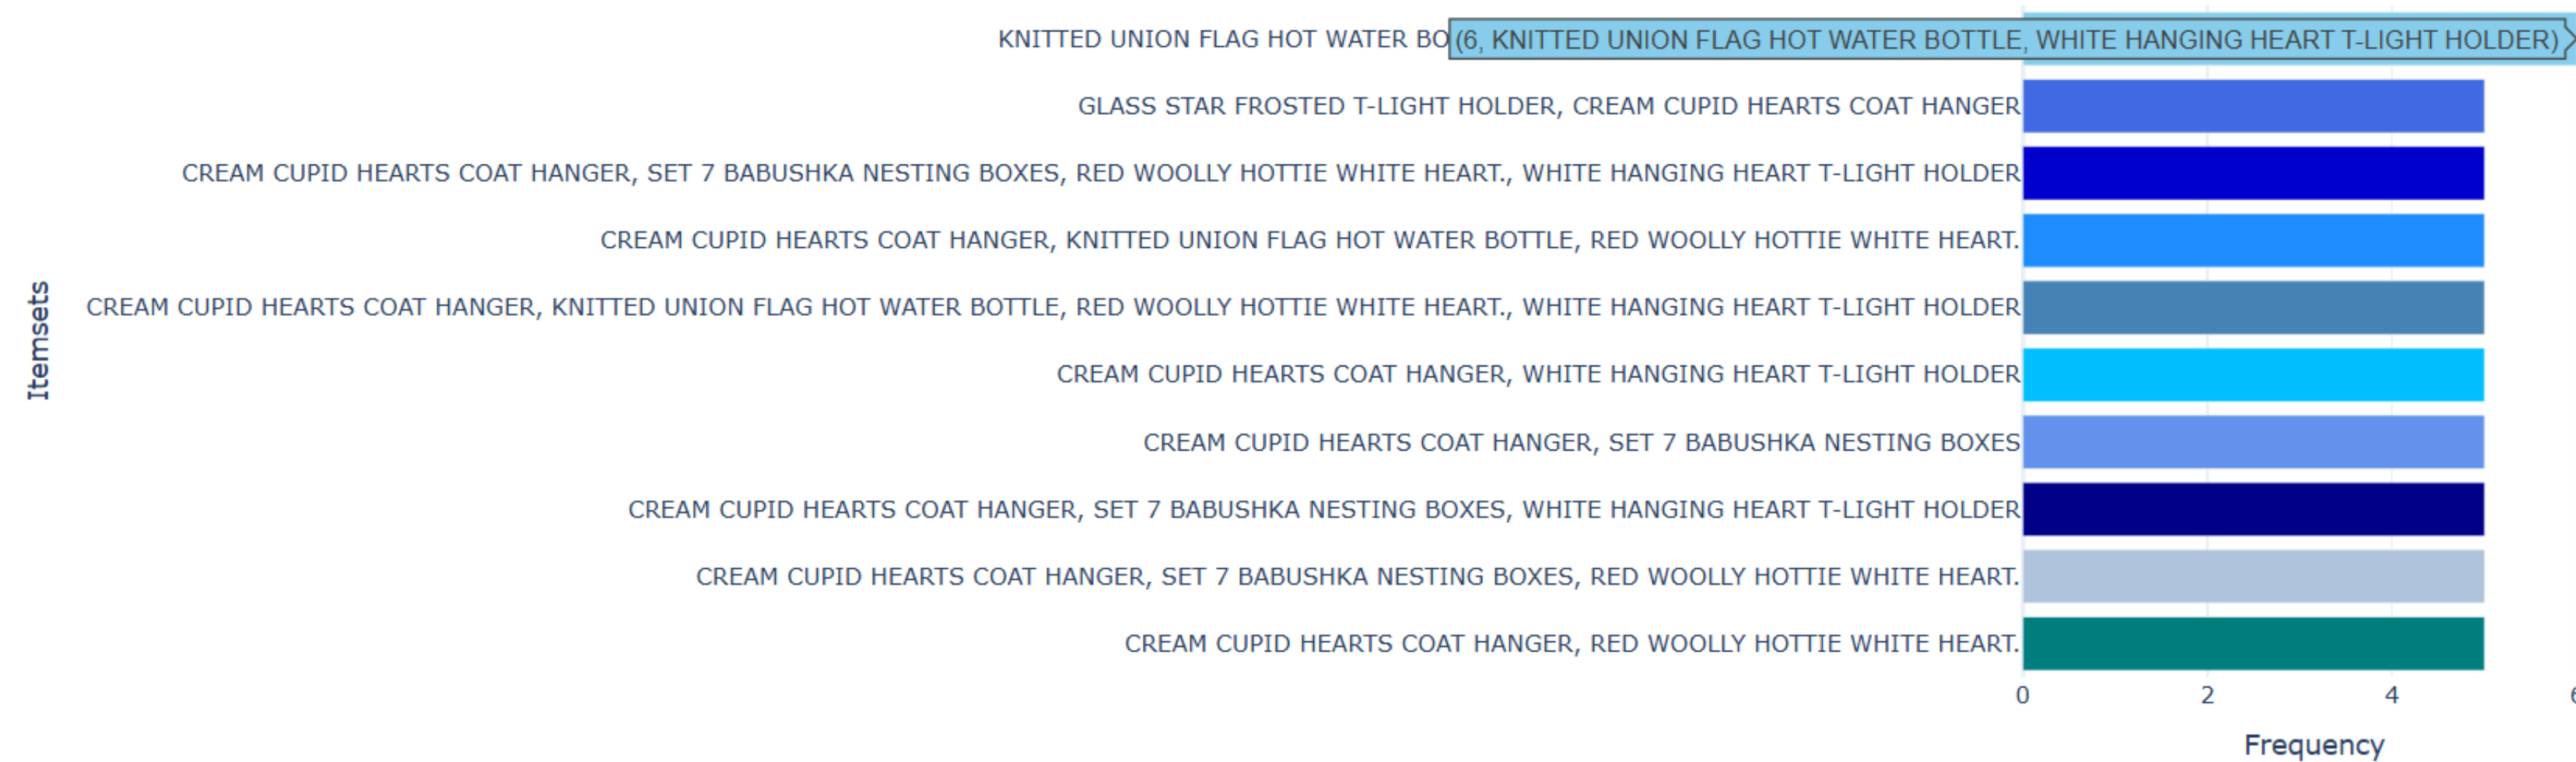 KNITTED UNION FLAG HOT WATER BO
(6, KNITTED UNION FLAG HOT WATER BOTTLE, WHITE HANGING HEART T-LIGHT HOLDER)
GLASS STAR FROSTED T-LIGHT HOLDER, CREAM CUPID HEARTS COAT HANGER
CREAM CUPID HEARTS COAT HANGER, SET 7 BABUSHKA NESTING BOXES, RED WOOLLY HOTTIE WHITE HEART., WHITE HANGING HEART T-LIGHT HOLDER
CREAM CUPID HEARTS COAT HANGER, KNITTED UNION FLAG HOT WATER BOTTLE, RED WOOLLY HOTTIE WHITE HEART.
CREAM CUPID HEARTS COAT HANGER, KNITTED UNION FLAG HOT WATER BOTTLE, RED WOOLLY HOTTIE WHITE HEART., WHITE HANGING HEART T-LIGHT HOLDER
CREAM CUPID HEARTS COAT HANGER, WHITE HANGING HEART T-LIGHT HOLDER
CREAM CUPID HEARTS COAT HANGER, SET 7 BABUSHKA NESTING BOXES
CREAM CUPID HEARTS COAT HANGER, SET 7 BABUSHKA NESTING BOXES, WHITE HANGING HEART T-LIGHT HOLDER
CREAM CUPID HEARTS COAT HANGER, SET 7 BABUSHKA NESTING BOXES, RED WOOLLY HOTTIE WHITE HEART.
CREAM CUPID HEARTS COAT HANGER, RED WOOLLY HOTTIE WHITE HEART.
Itemsets
0 2 4 6
Frequency